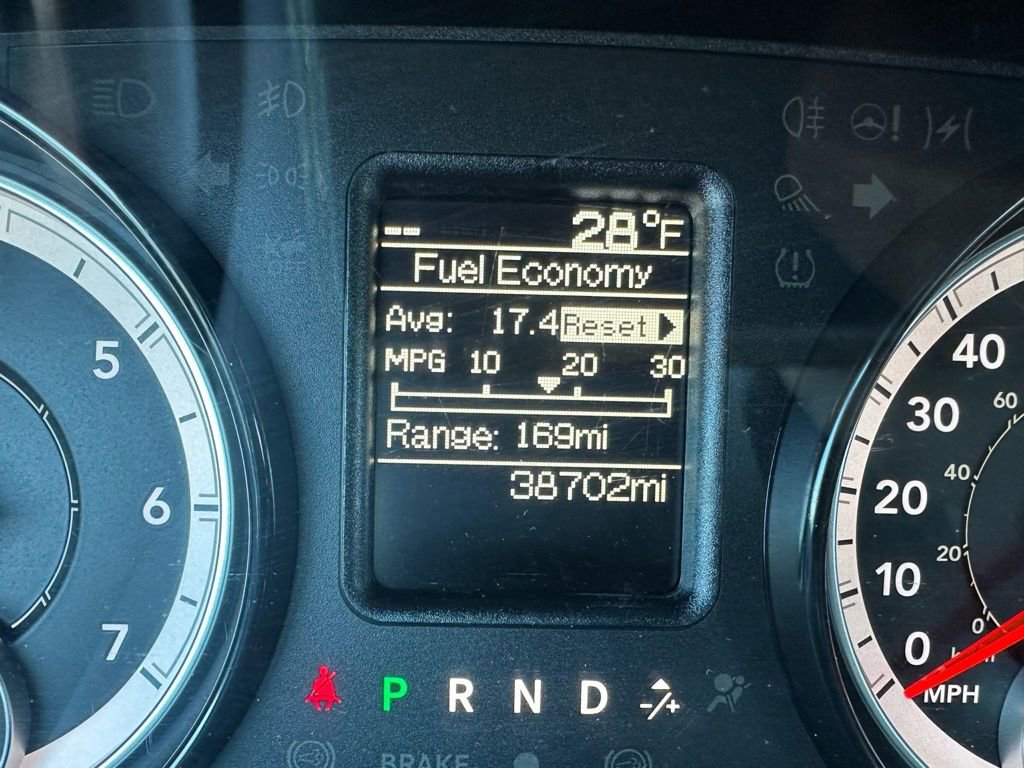 28°F
Fuel Economy
Avg: 17.4 Reset
MPG 10 20 30
Range: 169mi
38702mi
5
6
7
40
30
20
10
0
MPH
60
40
20
0
P R N D -/+
BRAKE